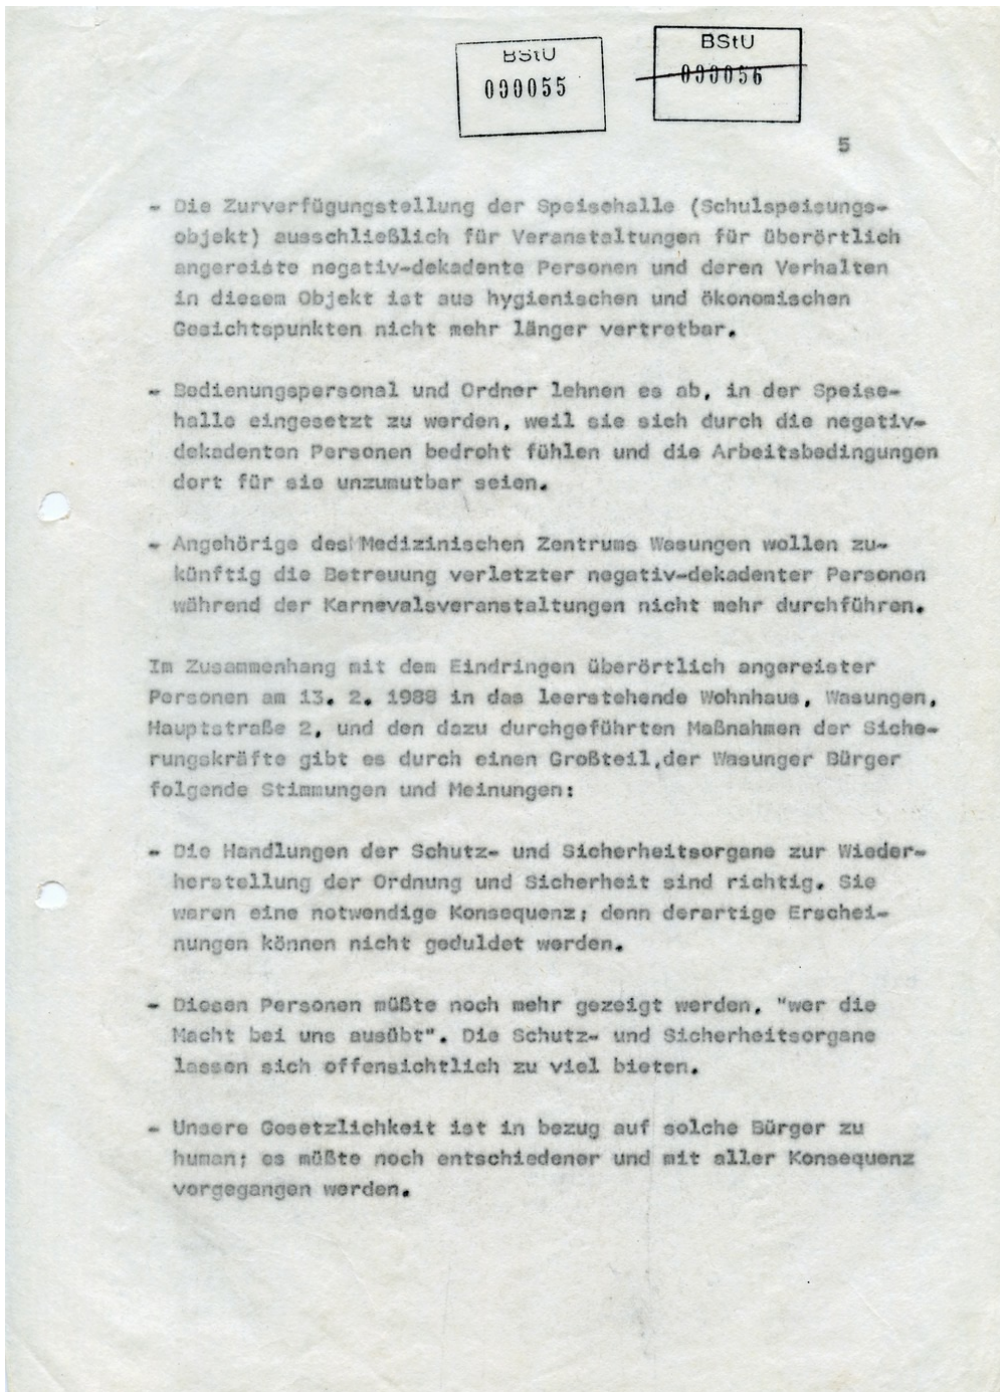 BStU
000055
BStU
000056
5
- Die Zurverfügungstellung der Speisehalle (Schulspeisungs-
objekt) ausschließlich für Veranstaltungen für überörtlich
angereiste negativ-dekadente Personen und deren Verhalten
in diesem Objekt ist aus hygienischen und ökonomischen
Gesichtspunkten nicht mehr länger vertretbar.
- Bedienungspersonal und Ordner lehnen es ab, in der Speise-
halle eingesetzt zu werden, weil sie sich durch die negativ-
dekadenten Personen bedroht fühlen und die Arbeitsbedingungen
dort für sie unzumutbar seien.
- Angehörige des Medizinischen Zentrums Wasungen wollen zu-
künftig die Betreuung verletzter negativ-dekadenter Personen
während der Karnevalsveranstaltungen nicht mehr durchführen.
Im Zusammenhang mit dem Eindringen überörtlich angereister
Personen am 13. 2. 1988 in das leerstehende Wohnhaus, Wasungen,
Hauptstraße 2, und den dazu durchgeführten Maßnahmen der Siche-
rungskräfte gibt es durch einen Großteil,der Wasunger Bürger
folgende Stimmungen und Meinungen:
- Die Handlungen der Schutz- und Sicherheitsorgane zur Wieder-
herstellung der Ordnung und Sicherheit sind richtig. Sie
waren eine notwendige Konsequenz; denn derartige Erschei-
nungen können nicht geduldet werden.
- Diesen Personen müßte noch mehr gezeigt werden, "wer die
Macht bei uns ausübt". Die Schutz- und Sicherheitsorgane
lassen sich offensichtlich zu viel bieten.
- Unsere Gesetzlichkeit ist in bezug auf solche Bürger zu
human; es müßte noch entschiedener und mit aller Konsequenz
vorgegangen werden.